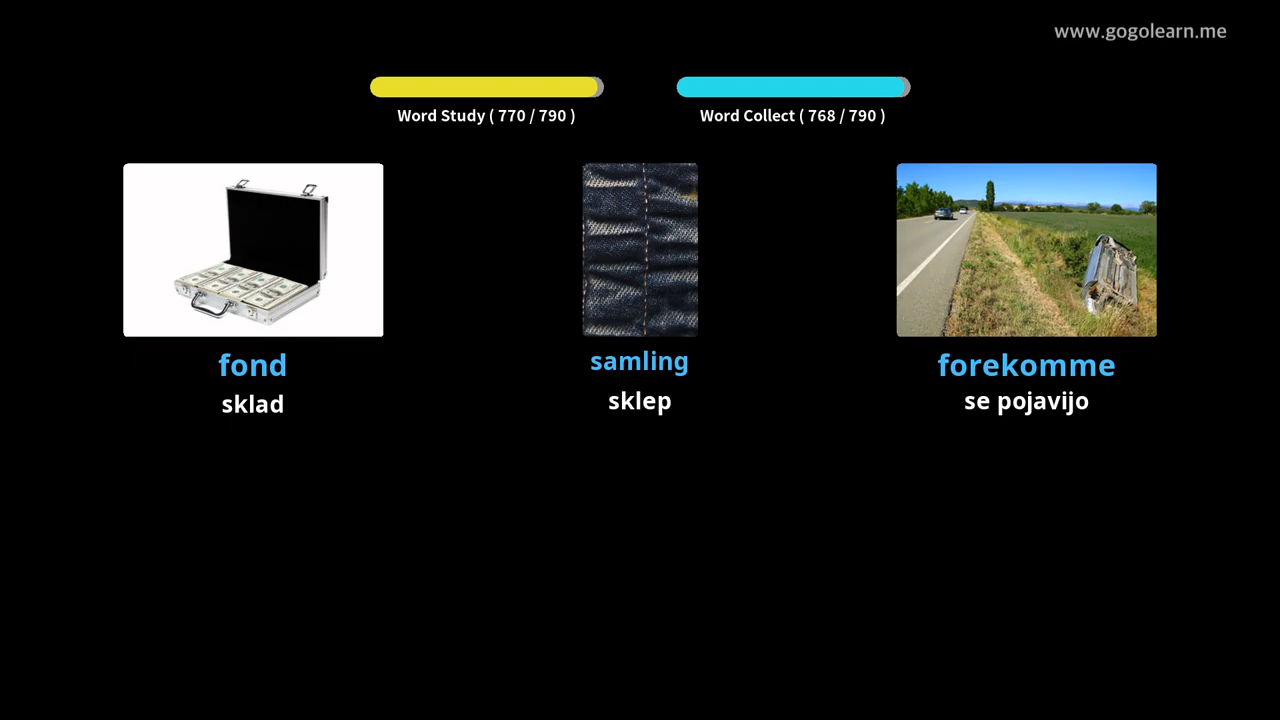 www.gogolearn.me
Word Study ( 770 / 790 )
Word Collect ( 768 / 790 )
fond
sklad
samling
sklep
forekomme
se pojavijo